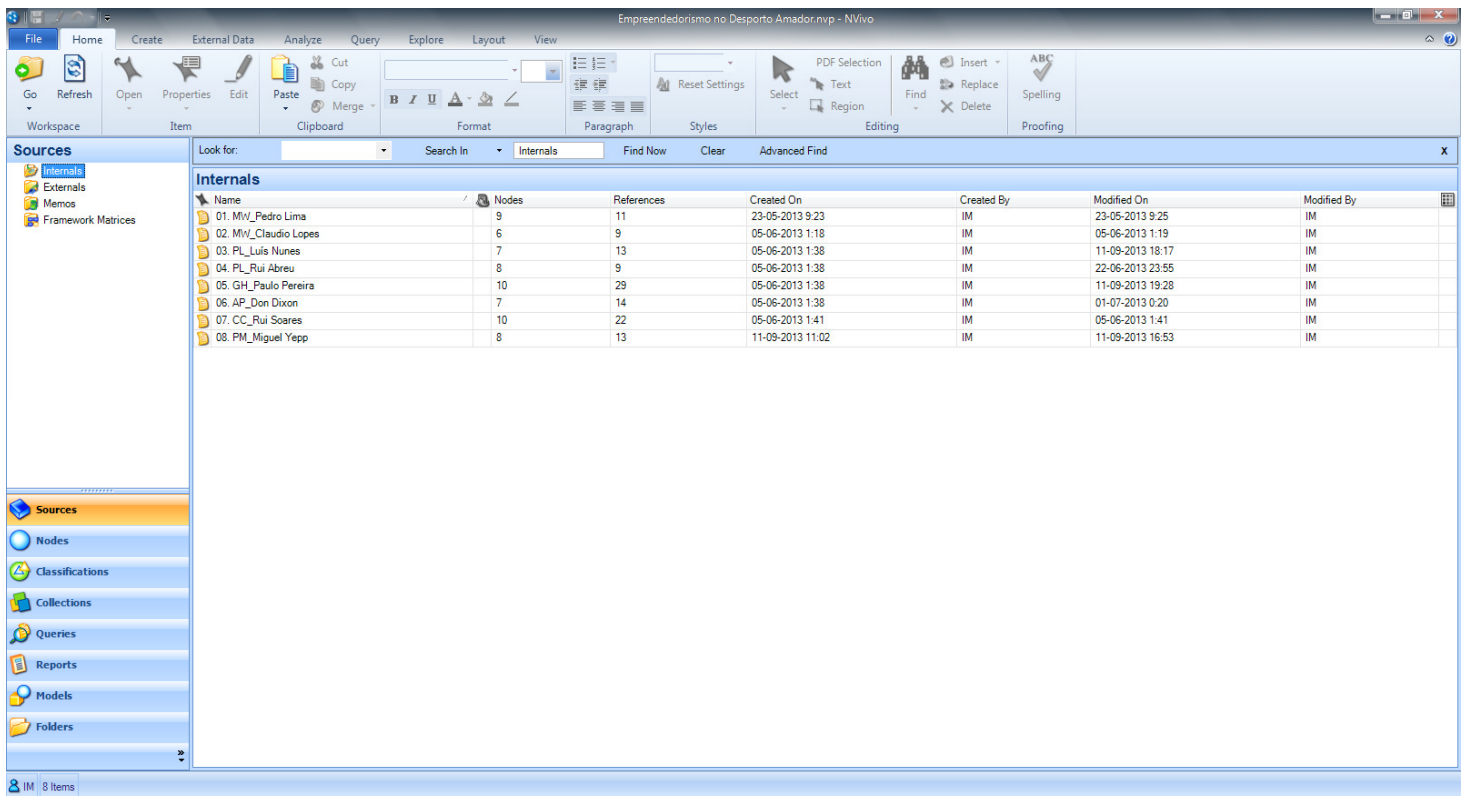 Empreendedorismo no Desporto Amador.nvp - NVivo
File Home Create External Data Analyze Query Explore Layout View
Go Refresh Open Properties Edit Paste Cut Copy Merge B I U A Reset Settings Select PDF Selection Text Region Find Insert Replace Delete ABC Spelling
Workspace Item Clipboard Format Paragraph Styles Editing Proofing
Sources
Look for: Search In Internals Find Now Clear Advanced Find x
Internals
Externals
Memos
Framework Matrices
Internals
Name Nodes References Created On Created By Modified On Modified By
01. MW_Pedro Lima 9 11 23-05-2013 9:23 IM 23-05-2013 9:25 IM
02. MW_Claudio Lopes 6 9 05-06-2013 1:18 IM 05-06-2013 1:19 IM
03. PL_Luís Nunes 7 13 05-06-2013 1:38 IM 11-09-2013 18:17 IM
04. PL_Rui Abreu 8 9 05-06-2013 1:38 IM 22-06-2013 23:55 IM
05. GH_Paulo Pereira 10 29 05-06-2013 1:38 IM 11-09-2013 19:28 IM
06. AP_Don Dixon 7 14 05-06-2013 1:38 IM 01-07-2013 0:20 IM
07. CC_Rui Soares 10 22 05-06-2013 1:41 IM 05-06-2013 1:41 IM
08. PM_Miguel Yepp 8 13 11-09-2013 11:02 IM 11-09-2013 16:53 IM
Sources
Nodes
Classifications
Collections
Queries
Reports
Models
Folders
IM 8 Items